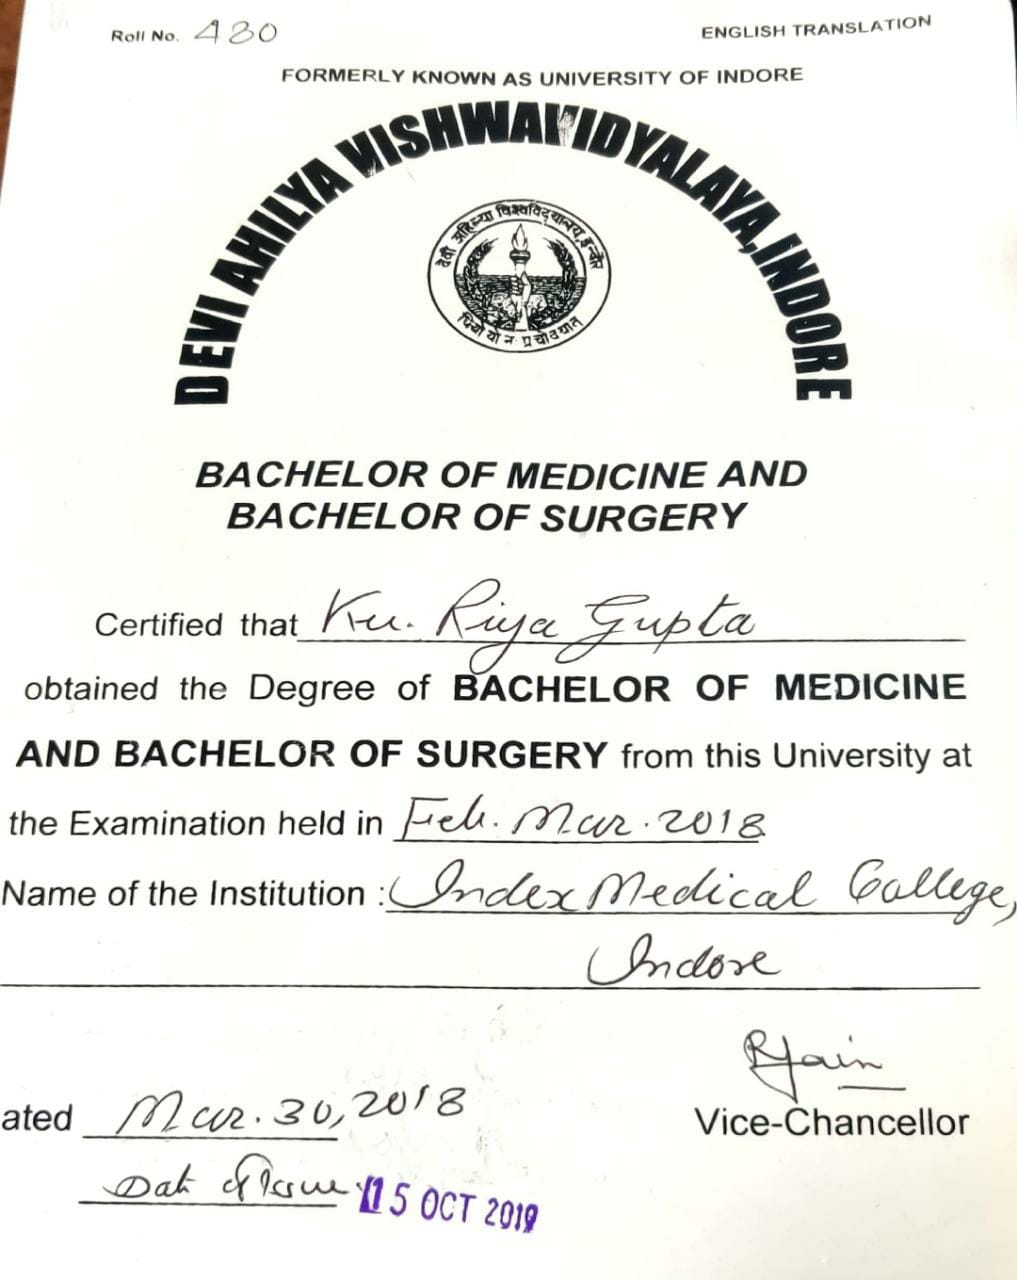 Roll No. 480
ENGLISH TRANSLATION
FORMERLY KNOWN AS UNIVERSITY OF INDORE
DEVI AHILYA VISHWAVIDYALAYA, INDORE
देवी अहिल्या विश्वविद्यालय, इन्दौर
धियो यो नः प्रचोदयात्
BACHELOR OF MEDICINE AND
BACHELOR OF SURGERY
Certified that Ku. Riya Gupta
obtained the Degree of BACHELOR OF MEDICINE
AND BACHELOR OF SURGERY from this University at
the Examination held in Feb. Mar. 2018
Name of the Institution : Index Medical College,
Indore
RJain
ated Mar. 30, 2018
Vice-Chancellor
Date of Issue 15 OCT 2019